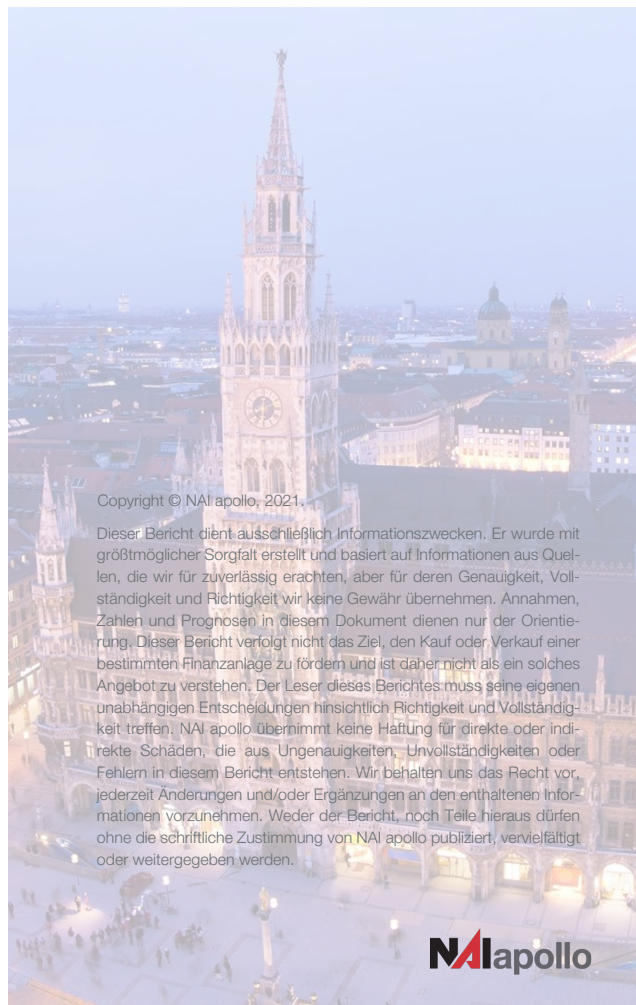 Copyright © NAI apollo, 2021.
Dieser Bericht dient ausschließlich Informationszwecken. Er wurde mit
größtmöglicher Sorgfalt erstellt und basiert auf Informationen aus Quel-
len, die wir für zuverlässig erachten, aber für deren Genauigkeit, Voll-
ständigkeit und Richtigkeit wir keine Gewähr übernehmen. Annahmen,
Zahlen und Prognosen in diesem Dokument dienen nur der Orientie-
rung. Dieser Bericht verfolgt nicht das Ziel, den Kauf oder Verkauf einer
bestimmten Finanzanlage zu fördern und ist daher nicht als ein solches
Angebot zu verstehen. Der Leser dieses Berichtes muss seine eigenen
unabhängigen Entscheidungen hinsichtlich Richtigkeit und Vollständig-
keit treffen. NAI apollo übernimmt keine Haftung für direkte oder indi-
rekte Schäden, die aus Ungenauigkeiten, Unvollständigkeiten oder
Fehlern in diesem Bericht entstehen. Wir behalten uns das Recht vor,
jederzeit Änderungen und/oder Ergänzungen an den enthaltenen Infor-
mationen vorzunehmen. Weder der Bericht, noch Teile hieraus dürfen
ohne die schriftliche Zustimmung von NAI apollo publiziert, vervielfältigt
oder weitergegeben werden.
NAIapollo